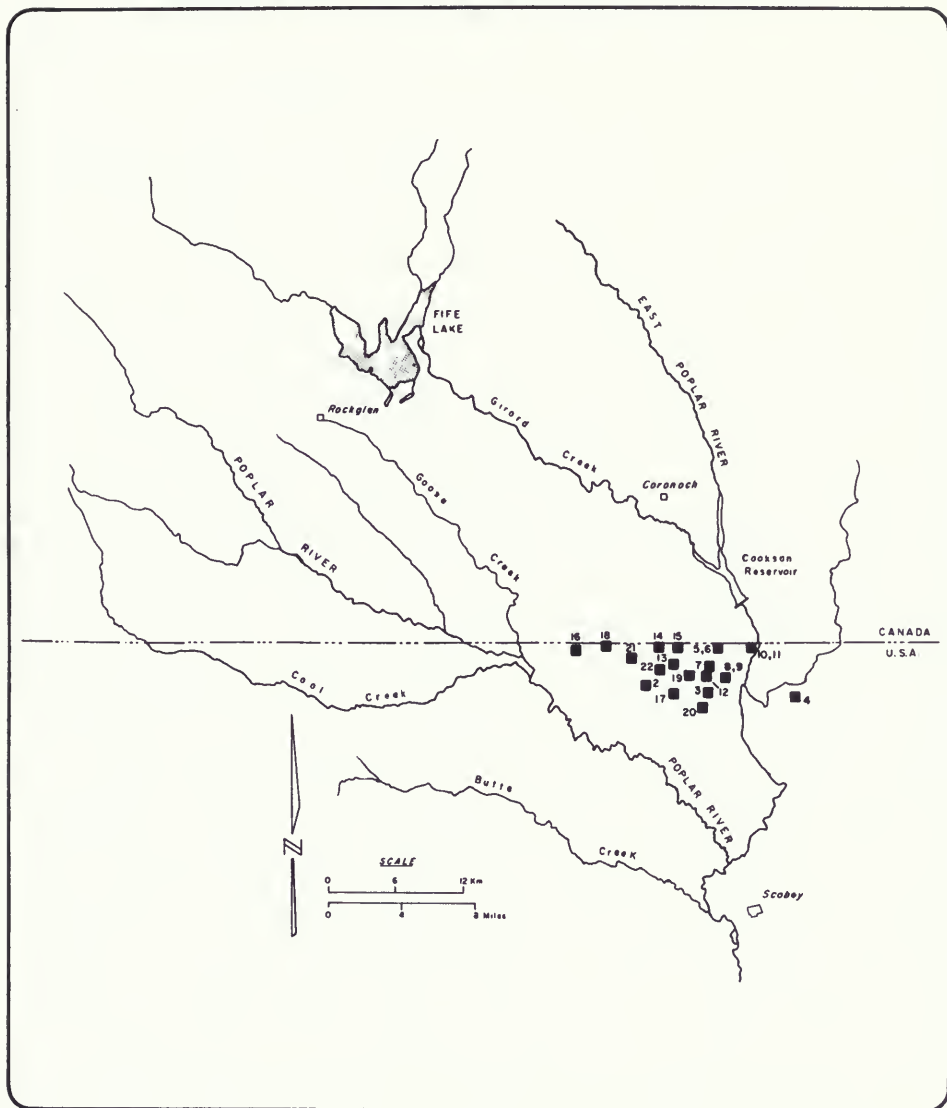 FIFE
LAKE
EAST
POPLAR
RIVER
Rockglen
Girard
Creek
Goose
Creek
Coronach
POPLAR
RIVER
Cookson
Reservoir
CANADA
U.S.A.
16
18
14
15
5,6
10,11
21
13
22
7
8,9
19
2
12
4
17
3
20
Cool
Creek
POPLAR RIVER
Butte
Creek
N
SCALE
0 6 12 Km
0 4 8 Miles
Scobey